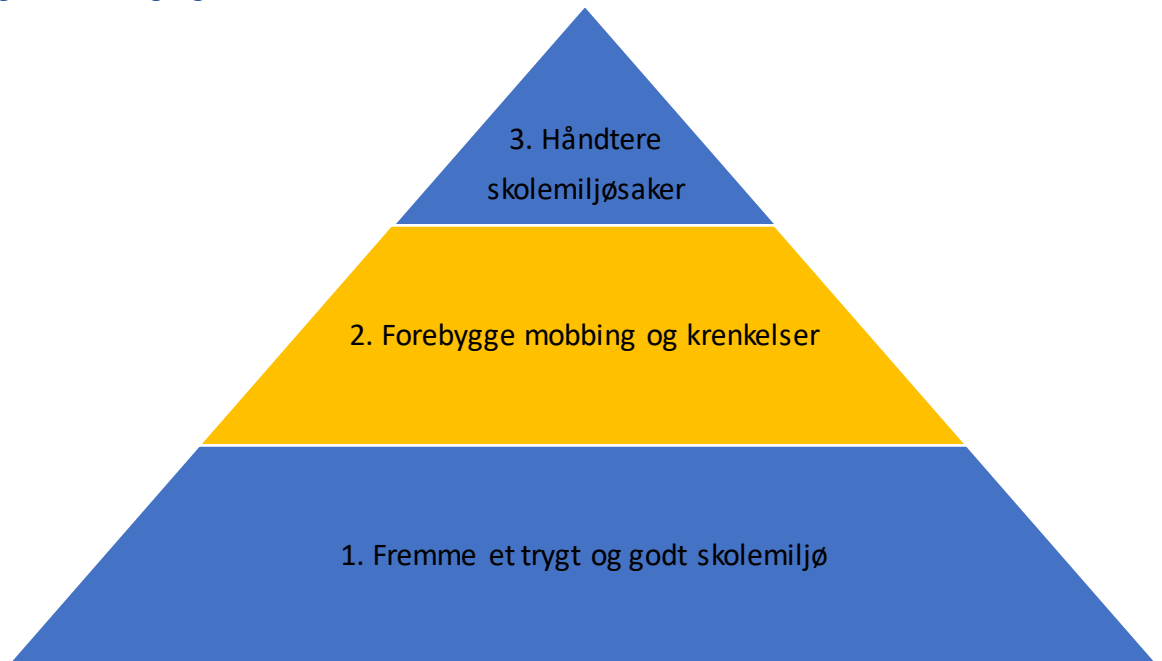 3. Håndtere
skolemiljøsaker
2. Forebygge mobbing og krenkelser
1. Fremme et trygt og godt skolemiljø